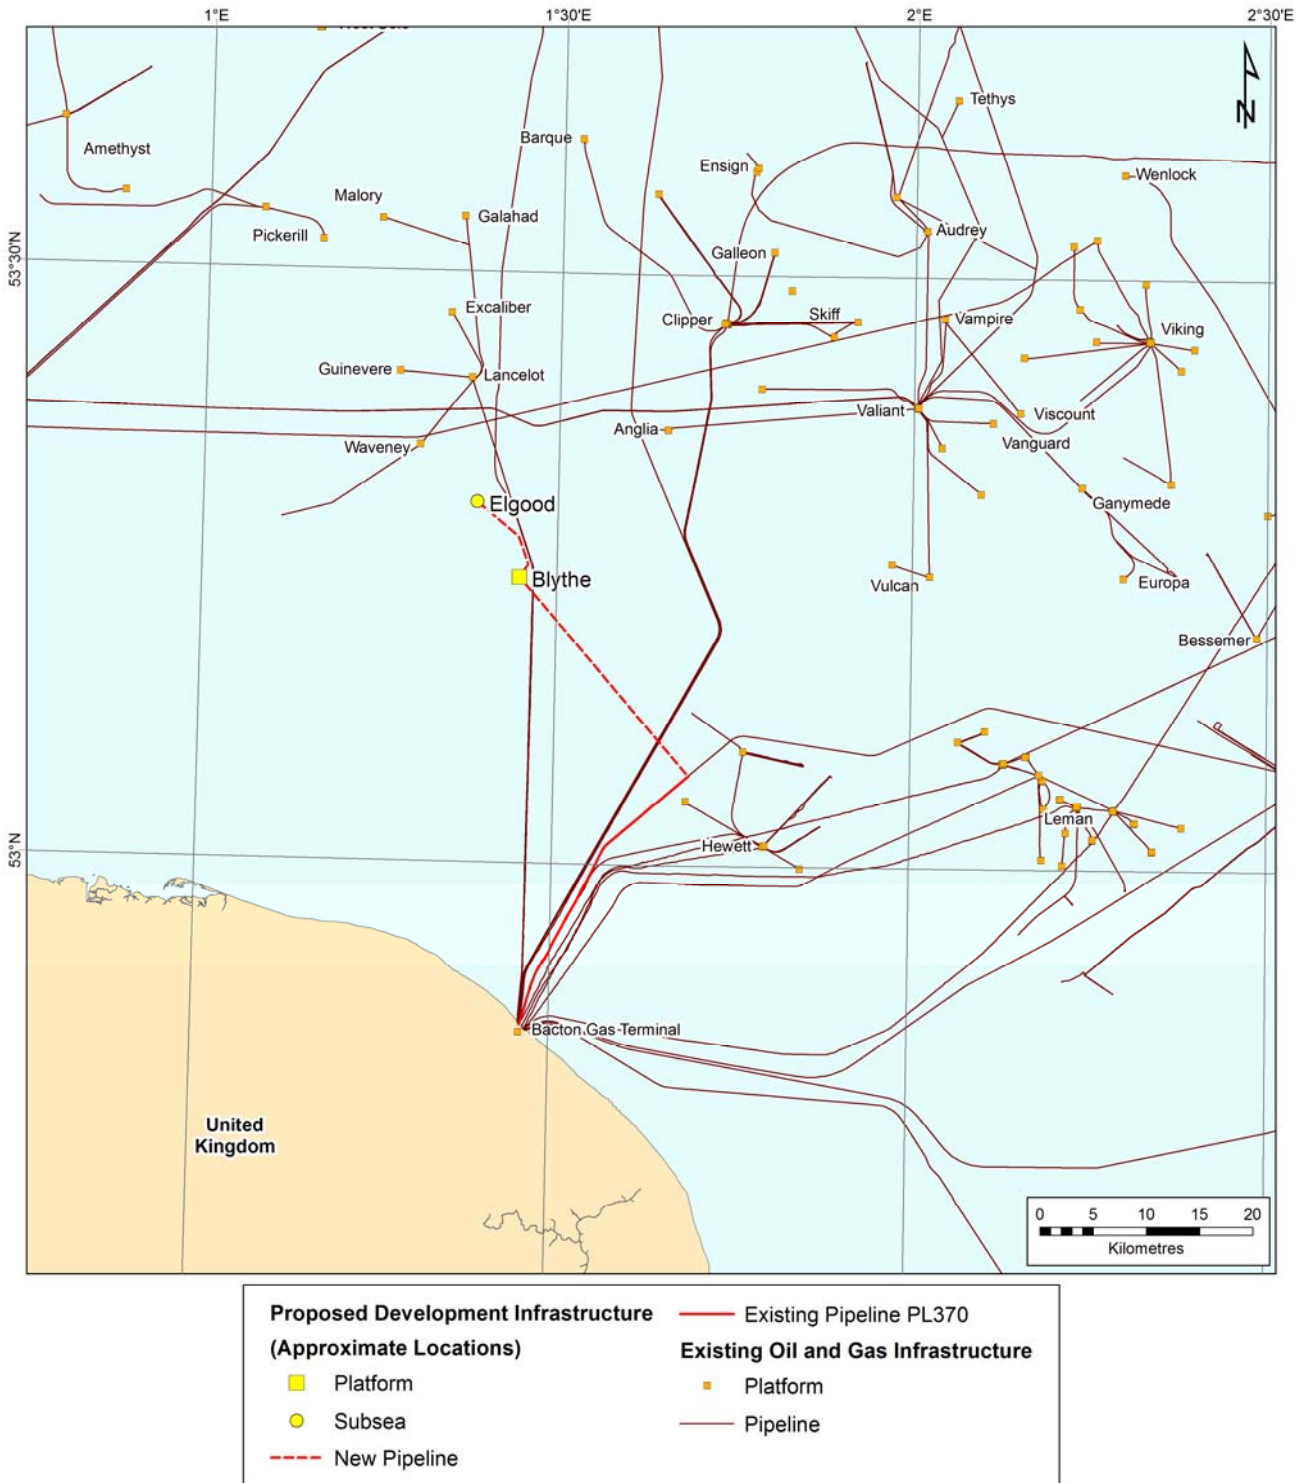 1°E
1°30'E
2°E
2°30'E
Tethys
Barque
Amethyst
Ensign
Wenlock
Malory
Galahad
Pickerill
Audrey
53°30'N
Galleon
Excaliber
Clipper
Skiff
Vampire
Viking
Guinevere
Lancelot
Valiant
Viscount
Anglia
Waveney
Vanguard
Elgood
Ganymede
Blythe
Vulcan
Europa
Bessemer
Leman
Hewett
53°N
Bacton Gas Terminal
United
Kingdom
N
0 5 10 15 20
Kilometres
Proposed Development Infrastructure
(Approximate Locations)
Platform
Subsea
New Pipeline
Existing Pipeline PL370
Existing Oil and Gas Infrastructure
Platform
Pipeline